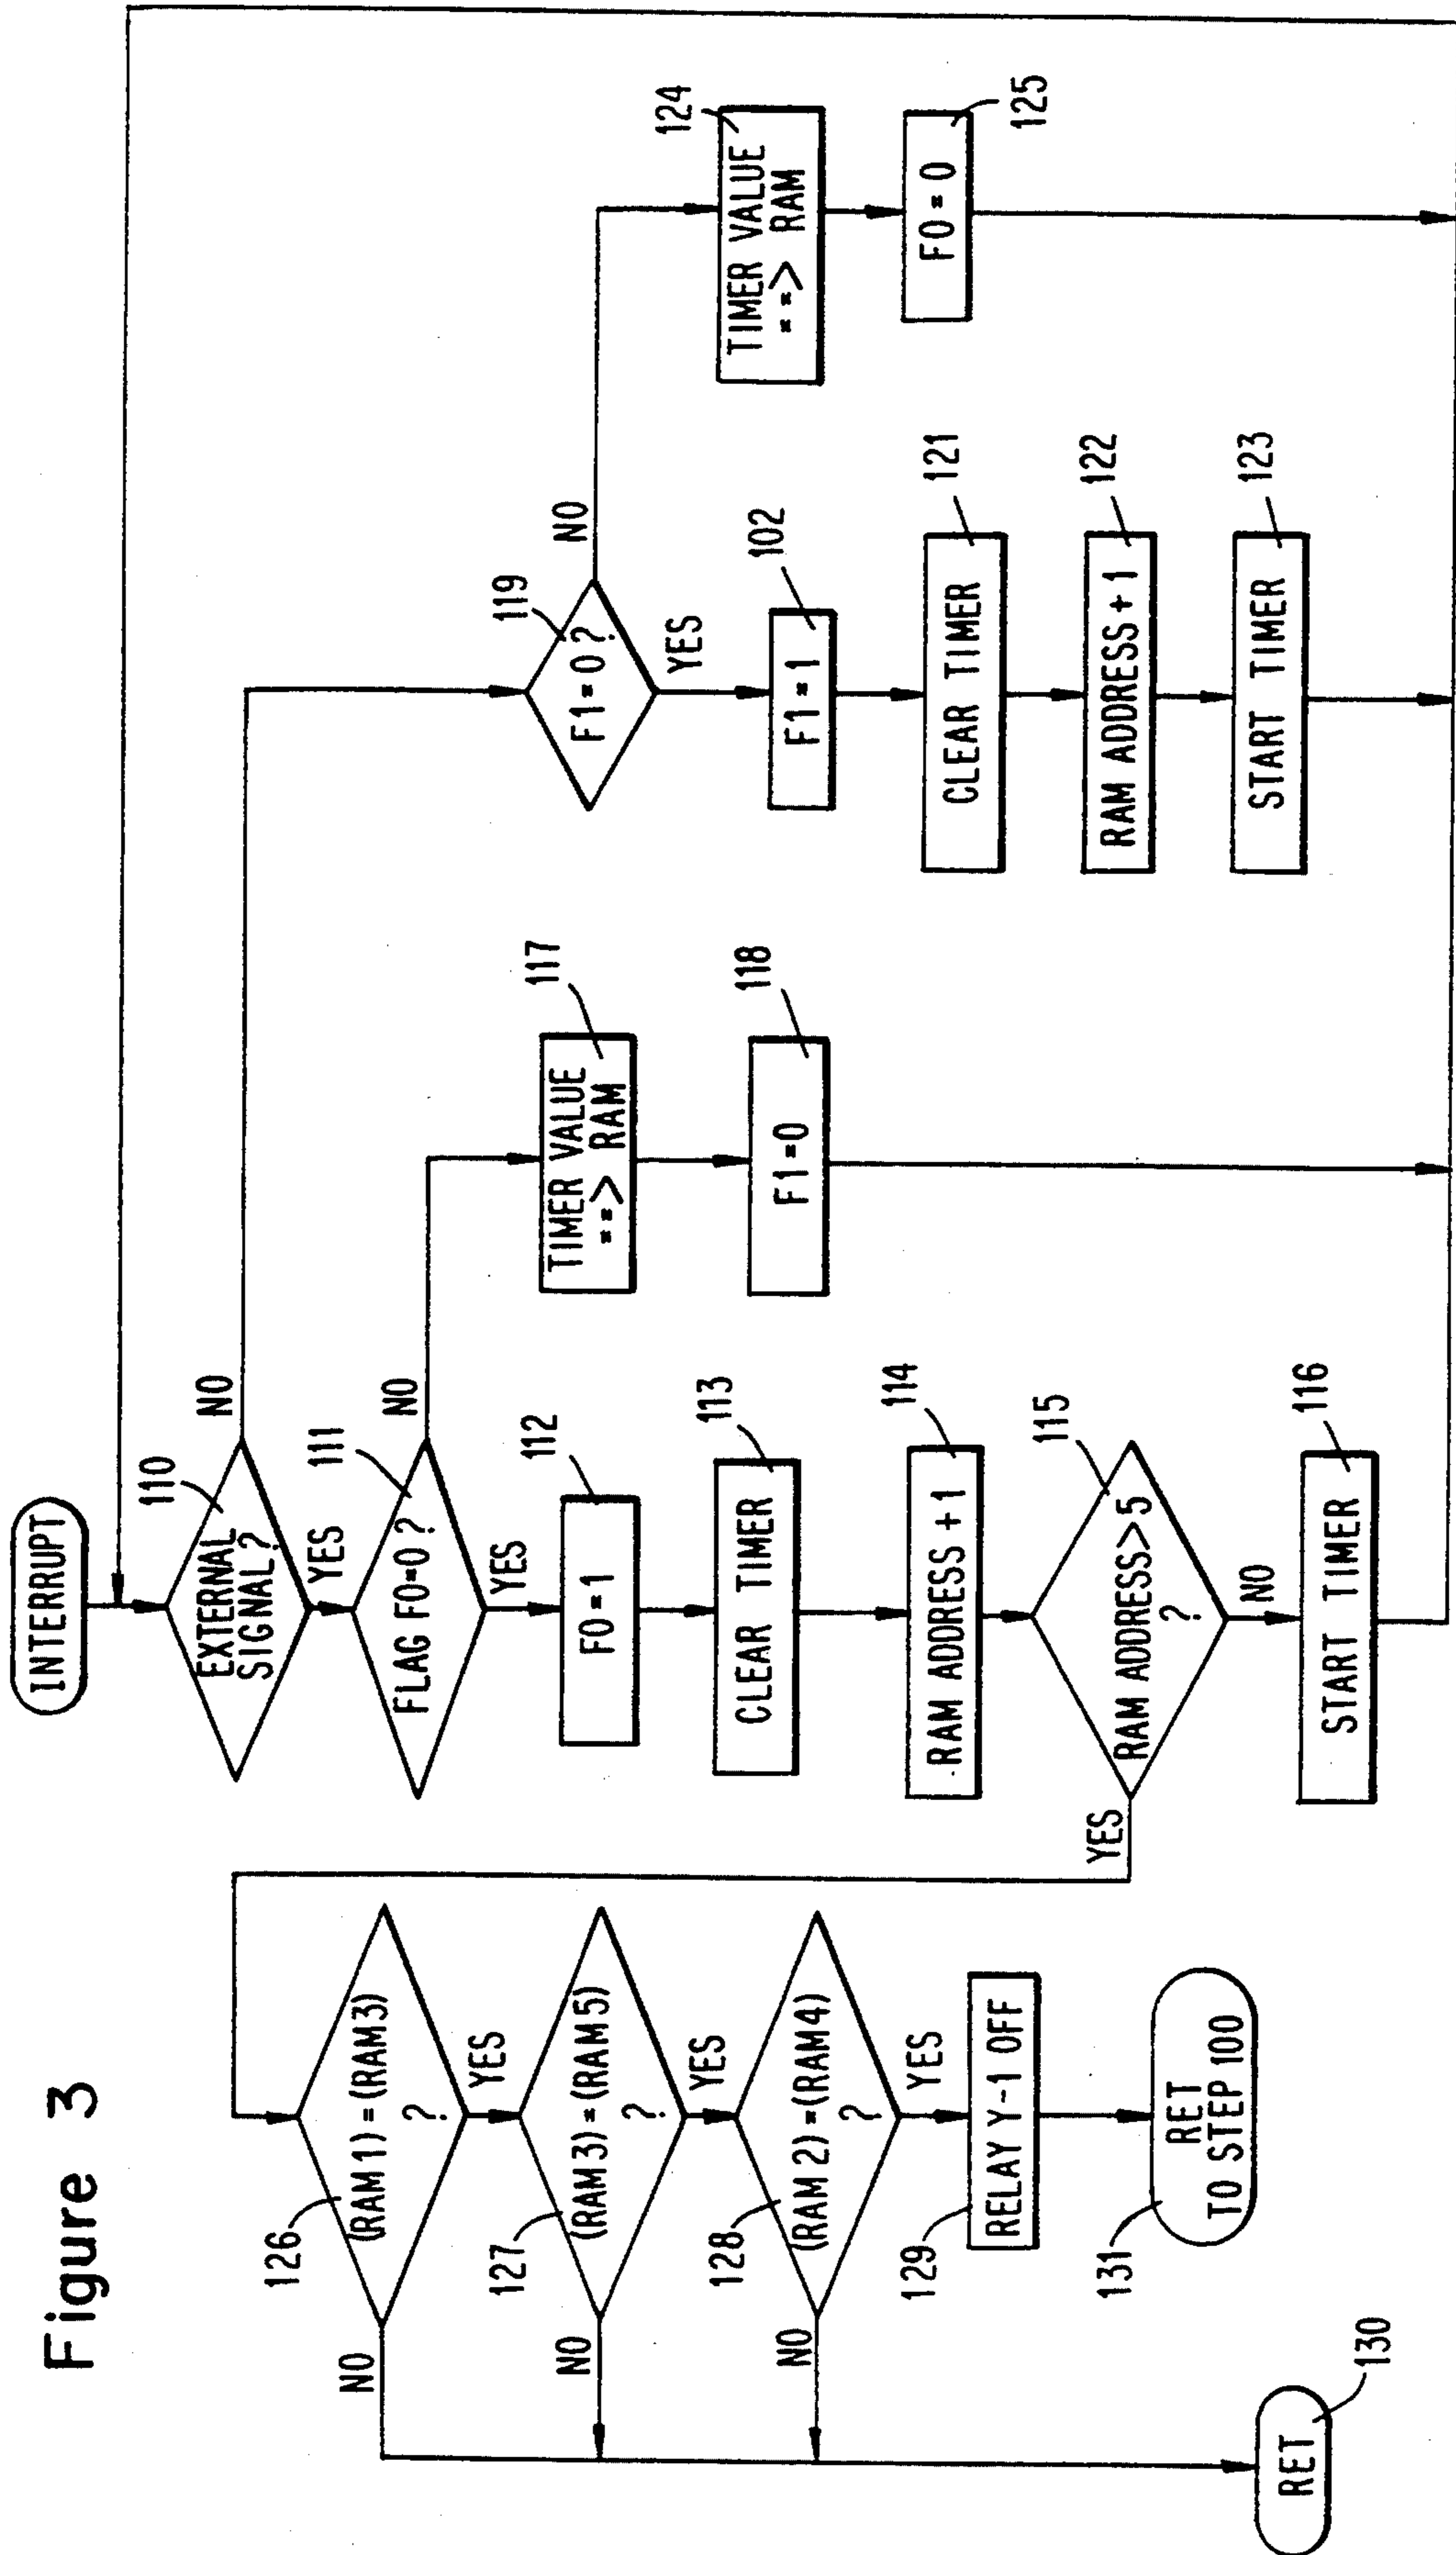 Figure 3
INTERRUPT
EXTERNAL
SIGNAL?
110
NO
YES
FLAG F0=0 ?
111
NO
YES
F0=1
112
CLEAR TIMER
113
RAM ADDRESS+1
114
RAM ADDRESS>5
?
115
YES
NO
START TIMER
116
TIMER VALUE
==> RAM
117
F1=0
118
F1=0 ?
119
NO
YES
F1=1
102
CLEAR TIMER
121
RAM ADDRESS+1
122
START TIMER
123
TIMER VALUE
==> RAM
124
F0=0
125
(RAM1)=(RAM3)
?
126
NO
YES
(RAM3)=(RAM5)
?
127
NO
YES
(RAM2)=(RAM4)
?
128
NO
YES
RELAY Y-1 OFF
129
RET
TO STEP 100
131
RET
130